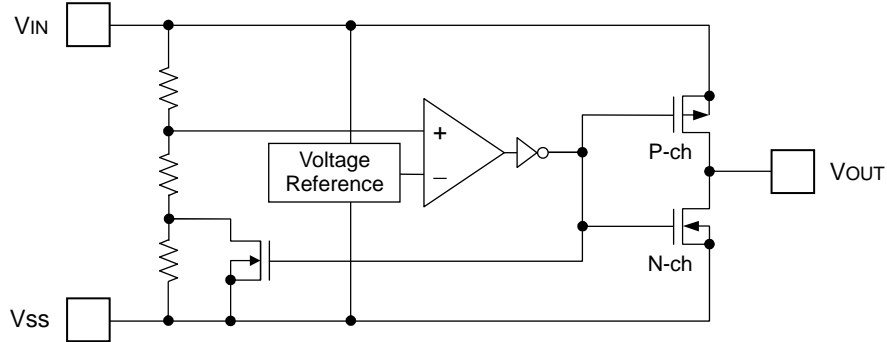 VIN
+
Voltage
Reference
−
P-ch
VOUT
N-ch
VSS